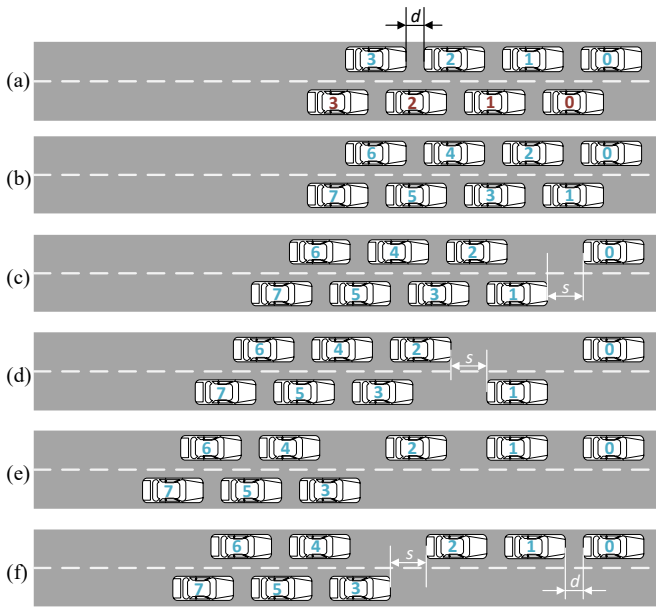 d
(a) 3 2 1 0
3 2 1 0
(b) 6 4 2 0
7 5 3 1
(c) 6 4 2 0
7 5 3 1 s
(d) 6 4 2 s 0
7 5 3 1
(e) 6 4 2 1 0
7 5 3
(f) 6 4 s 2 1 0
7 5 3 d